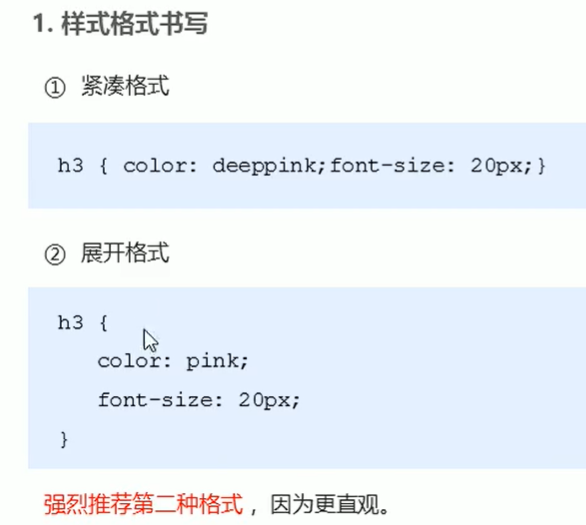 1. 样式格式书写
① 紧凑格式
h3 { color: deeppink;font-size: 20px;}
② 展开格式
h3 {
color: pink;
font-size: 20px;
}
强烈推荐第二种格式，因为更直观。